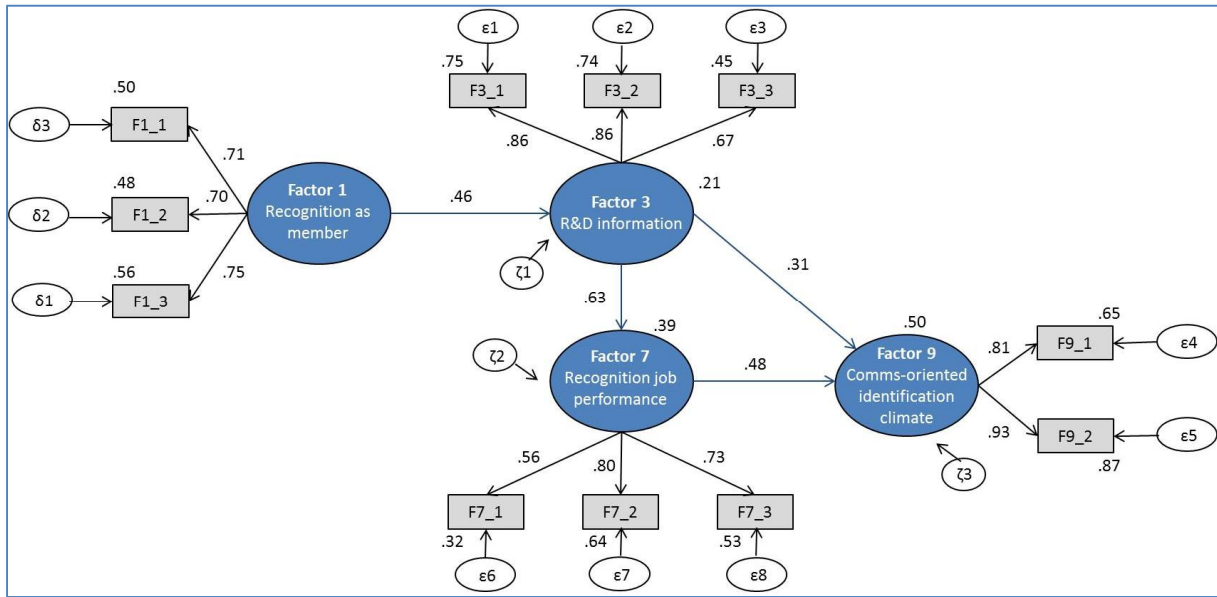 ε1
ε2
ε3
.75
.74
.45
F3_1
F3_2
F3_3
.50
δ3
F1_1
.86
.86
.67
.71
.48
.70
δ2
F1_2
Factor 1
Recognition as
member
.46
Factor 3
R&D information
.21
.56
.75
δ1
F1_3
ζ1
.31
.63
.39
.50
.65
ζ2
Factor 7
Recognition job
performance
.48
Factor 9
Comms-oriented
identification
climate
.81
F9_1
ε4
.93
F9_2
ε5
.87
ζ3
.56
.80
.73
F7_1
F7_2
F7_3
.32
.64
.53
ε6
ε7
ε8